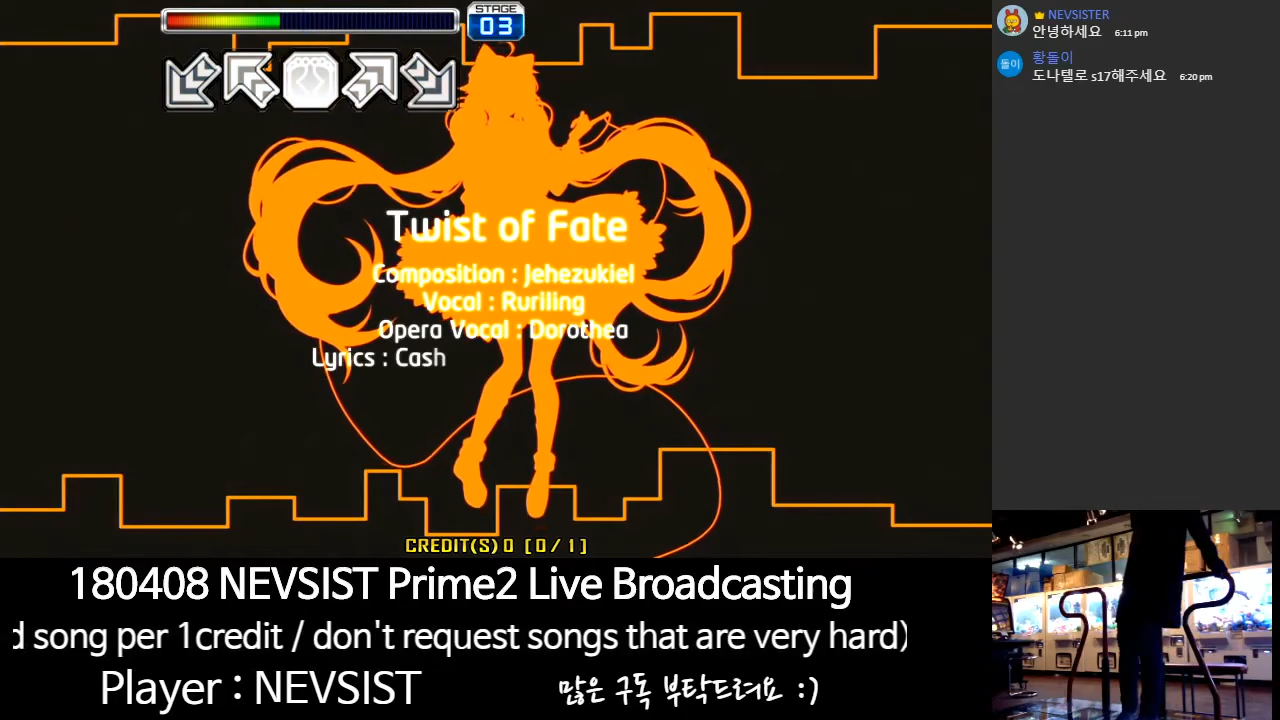 STAGE
03
Twist of Fate
Composition : Jehezukiel
Vocal : Ruriling
Opera Vocal : Dorothea
Lyrics : Cash
CREDIT(S) 0 [0/1]
180408 NEVSIST Prime2 Live Broadcasting
d song per 1credit / don't request songs that are very hard)
Player : NEVSIST
많은 구독 부탁드려요 :)
NEVSISTER
안녕하세요 6:11 pm
돌이
황돌이
도나텔로 s17해주세요 6:20 pm